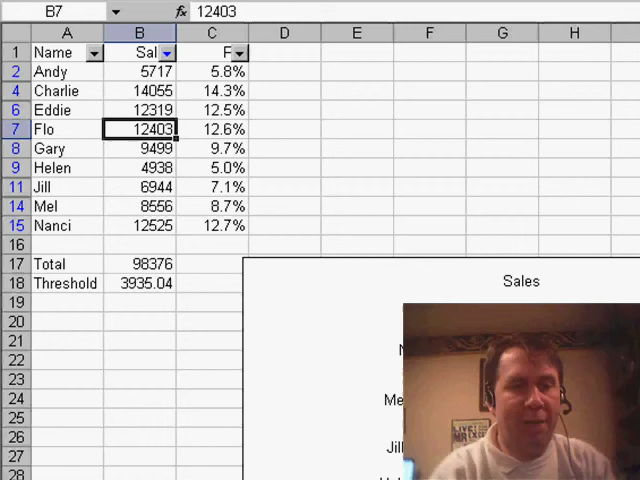 B7 fx 12403
A B C D E F G H
1 Name Sal F
2 Andy 5717 5.8%
4 Charlie 14055 14.3%
6 Eddie 12319 12.5%
7 Flo 12403 12.6%
8 Gary 9499 9.7%
9 Helen 4938 5.0%
11 Jill 6944 7.1%
14 Mel 8556 8.7%
15 Nanci 12525 12.7%
16
17 Total 98376
18 Threshold 3935.04
Sales
19
20
21
22
23
24 Me
25
26 Jill
27
28